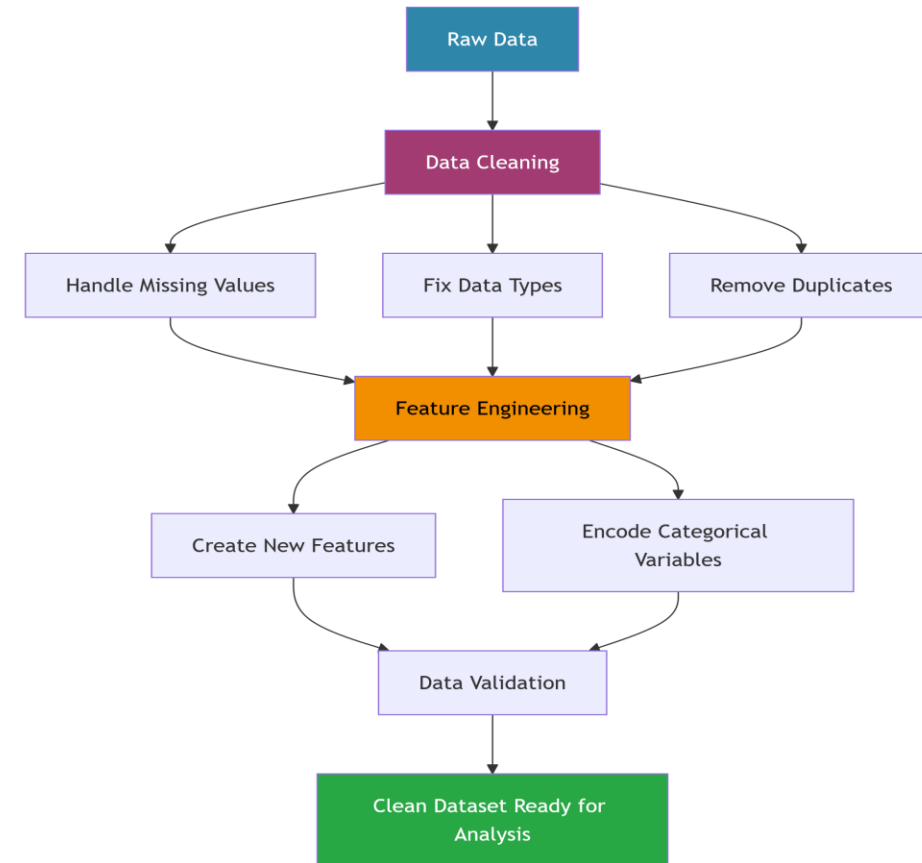 Raw Data
Data Cleaning
Handle Missing Values
Fix Data Types
Remove Duplicates
Feature Engineering
Create New Features
Encode Categorical
Variables
Data Validation
Clean Dataset Ready for
Analysis